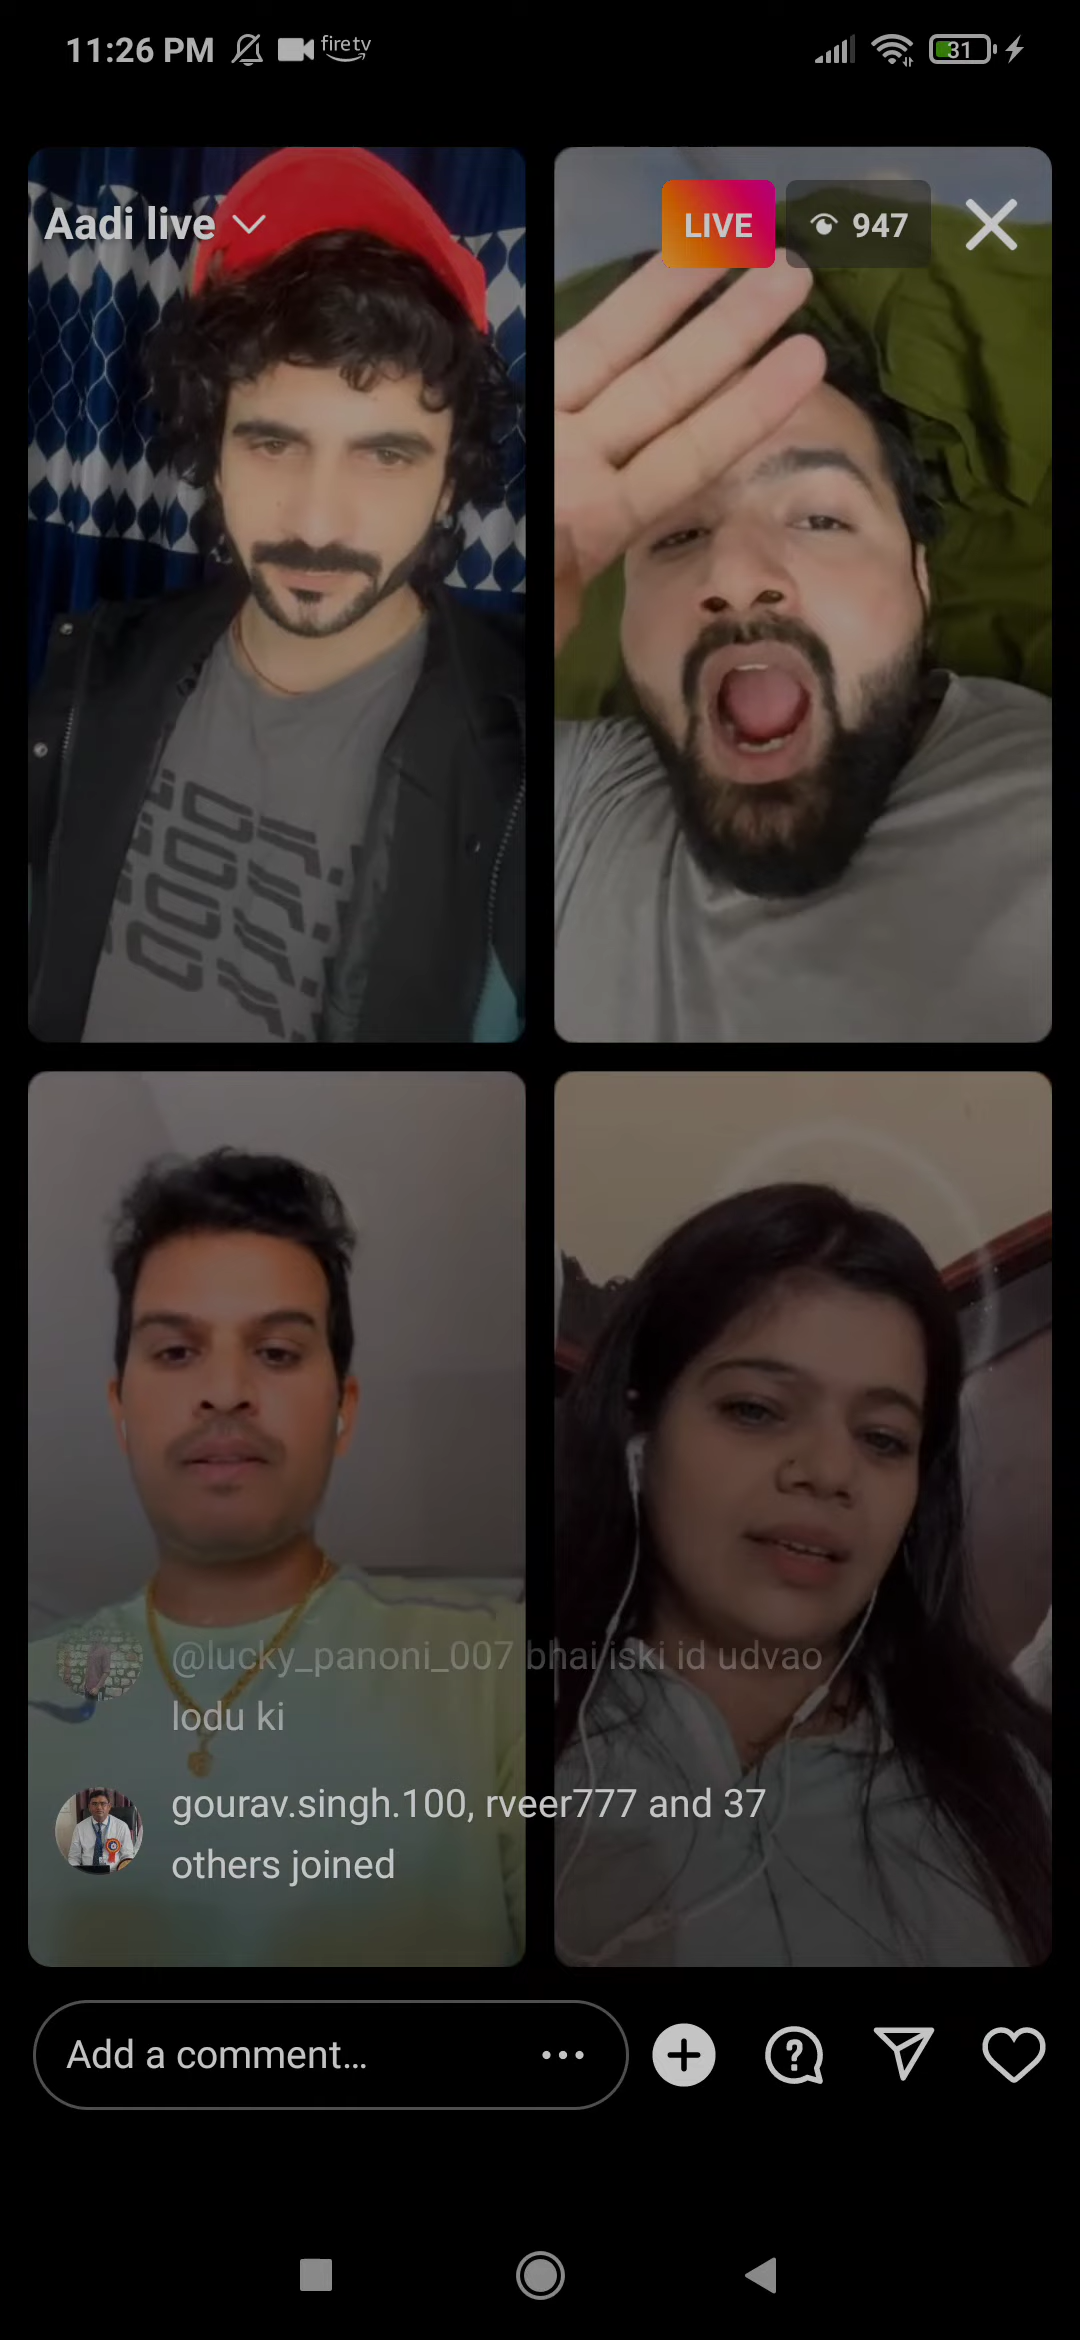 11:26 PM firetv 31
Aadi live LIVE 947
@lucky_panoni_007 bhai iski id udvao
lodu ki
gourav.singh.100, rveer777 and 37
others joined
Add a comment...